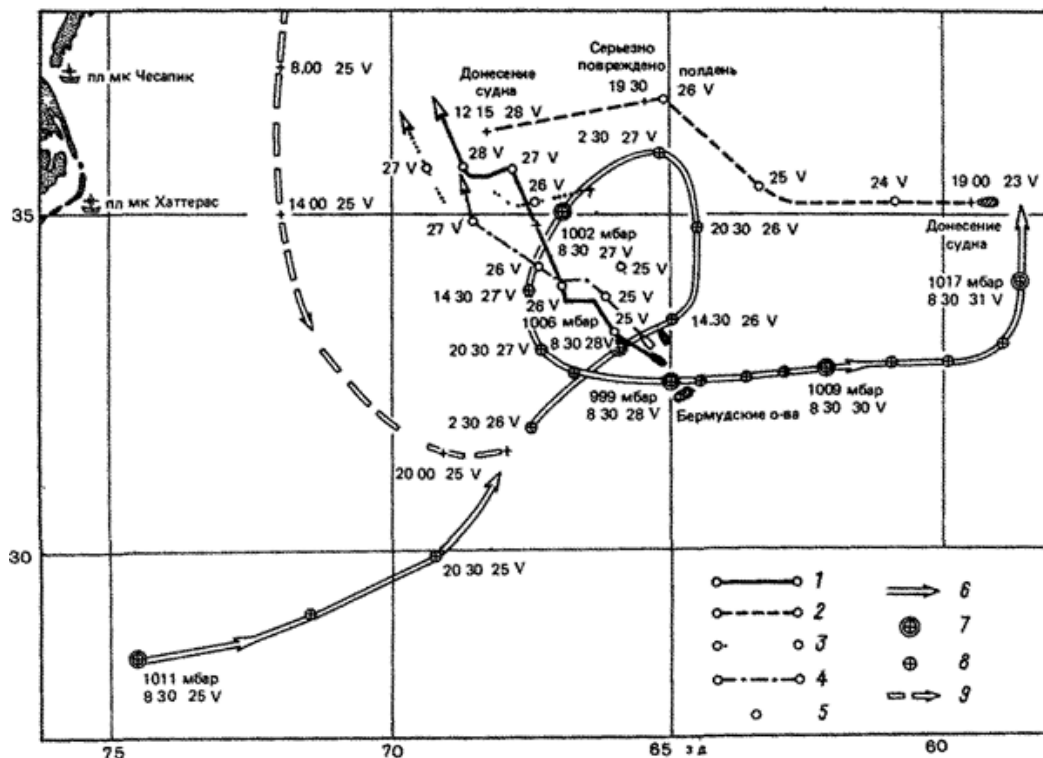 Серьезно
повреждено
19 30
полдень
26 V
пл мк Чесапик
8.00 25 V
Донесение
судна
12 15 28 V
2 30 27 V
28 V
27 V
27 V
26 V
25 V
24 V
19 00 23 V
35
пл мк Хаттерас
14 00 25 V
27 V
1002 мбар
8 30 27 V
20 30 26 V
Донесение
судна
26 V
25 V
14 30 27 V
26 V
25 V
1017 мбар
8 30 31 V
1006 мбар
25 V
8 30 28 V
14.30 26 V
20 30 27 V
999 мбар
8 30 28 V
Бермудские о-ва
1009 мбар
8 30 30 V
2 30 26 V
20 00 25 V
30
20 30 25 V
1011 мбар
8 30 25 V
1
2
3
4
5
6
7
8
9
75
70
65
з д
60